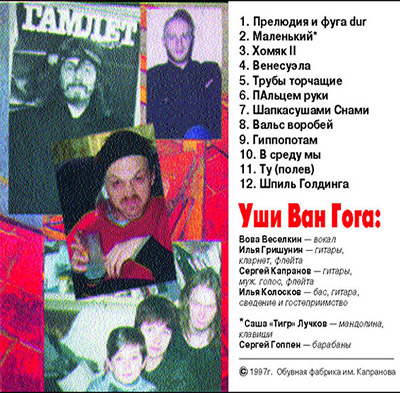 ГАМЛЕТ
1. Прелюдия и фуга dur
2. Маленький*
3. Хомяк II
4. Венесуэла
5. Трубы торчащие
6. ПАльцем руки
7. Шапкасушами Снами
8. Вальс воробей
9. Гиппопотам
10. В среду мы
11. Ту (полев)
12. Шпиль Голдинга
Уши Ван Гога:
Вова Веселкин — вокал
Илья Гришунин — гитары,
кларнет, флейта
Сергей Капранов — гитары,
муж. голос, флейта
Илья Колосков — бас, гитара,
сведение и гостеприимство
*Саша «Тигр» Лучков — мандолина,
клавиши
Сергей Гоппен — барабаны
© 1997г. Обувная фабрика им. Капранова